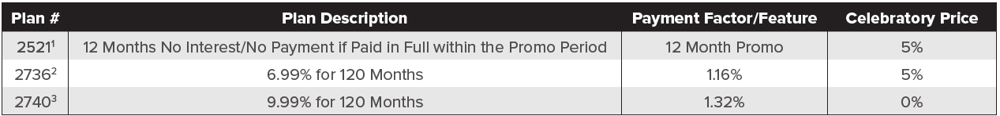 Plan # Plan Description Payment Factor/Feature Celebratory Price
2521¹ 12 Months No Interest/No Payment if Paid in Full within the Promo Period 12 Month Promo 5%
2736² 6.99% for 120 Months 1.16% 5%
2740³ 9.99% for 120 Months 1.32% 0%